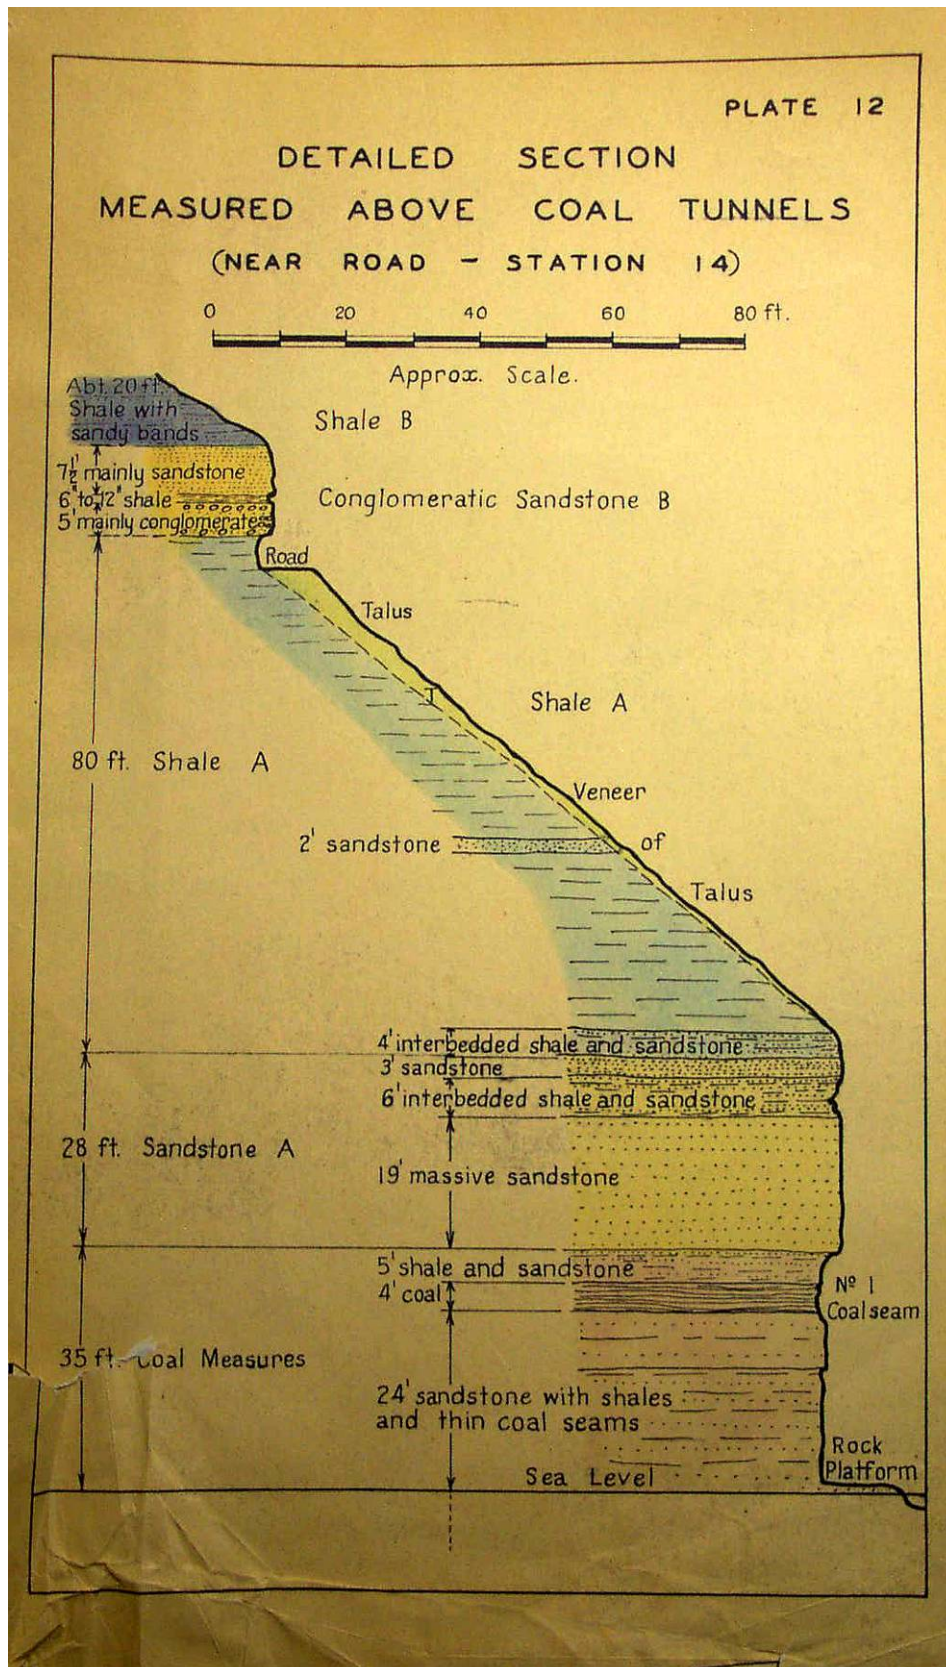 PLATE 12
DETAILED SECTION
MEASURED ABOVE COAL TUNNELS
(NEAR ROAD - STATION 14)
0 20 40 60 80 ft.
Approx. Scale.
Abt. 20 ft.
Shale with
sandy bands
Shale B
7½' mainly sandstone
6" to 12" shale
5' mainly conglomerate
Conglomeratic Sandstone B
Road
Talus
Shale A
80 ft. Shale A
Veneer
of
Talus
2' sandstone
4' interbedded shale and sandstone
3' sandstone
6' interbedded shale and sandstone
28 ft. Sandstone A
19' massive sandstone
5' shale and sandstone
4' coal
Nº 1
Coal seam
35 ft. Coal Measures
24' sandstone with shales
and thin coal seams
Rock
Platform
Sea Level